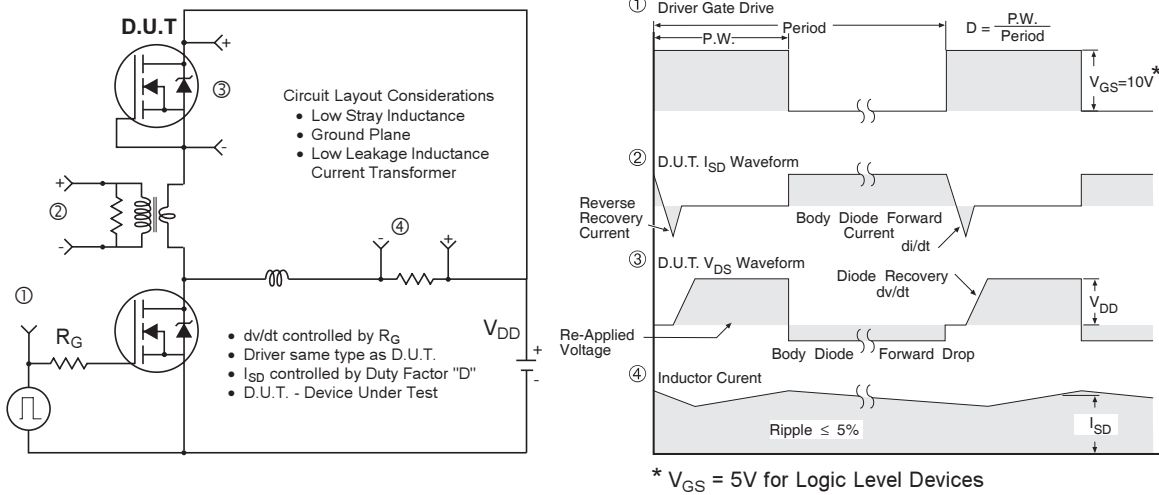 D.U.T
+
③
-
Circuit Layout Considerations
• Low Stray Inductance
• Ground Plane
• Low Leakage Inductance
Current Transformer
+
②
-
④
-
+
①
R_G
V_DD
+
-
• dv/dt controlled by R_G
• Driver same type as D.U.T.
• I_SD controlled by Duty Factor "D"
• D.U.T. - Device Under Test
① Driver Gate Drive
P.W.
Period
D = P.W. / Period
V_GS=10V*
② D.U.T. I_SD Waveform
Reverse
Recovery
Current
Body Diode Forward
Current
di/dt
③ D.U.T. V_DS Waveform
Diode Recovery
dv/dt
V_DD
Re-Applied
Voltage
Body Diode Forward Drop
④ Inductor Curent
Ripple ≤ 5%
I_SD
* V_GS = 5V for Logic Level Devices